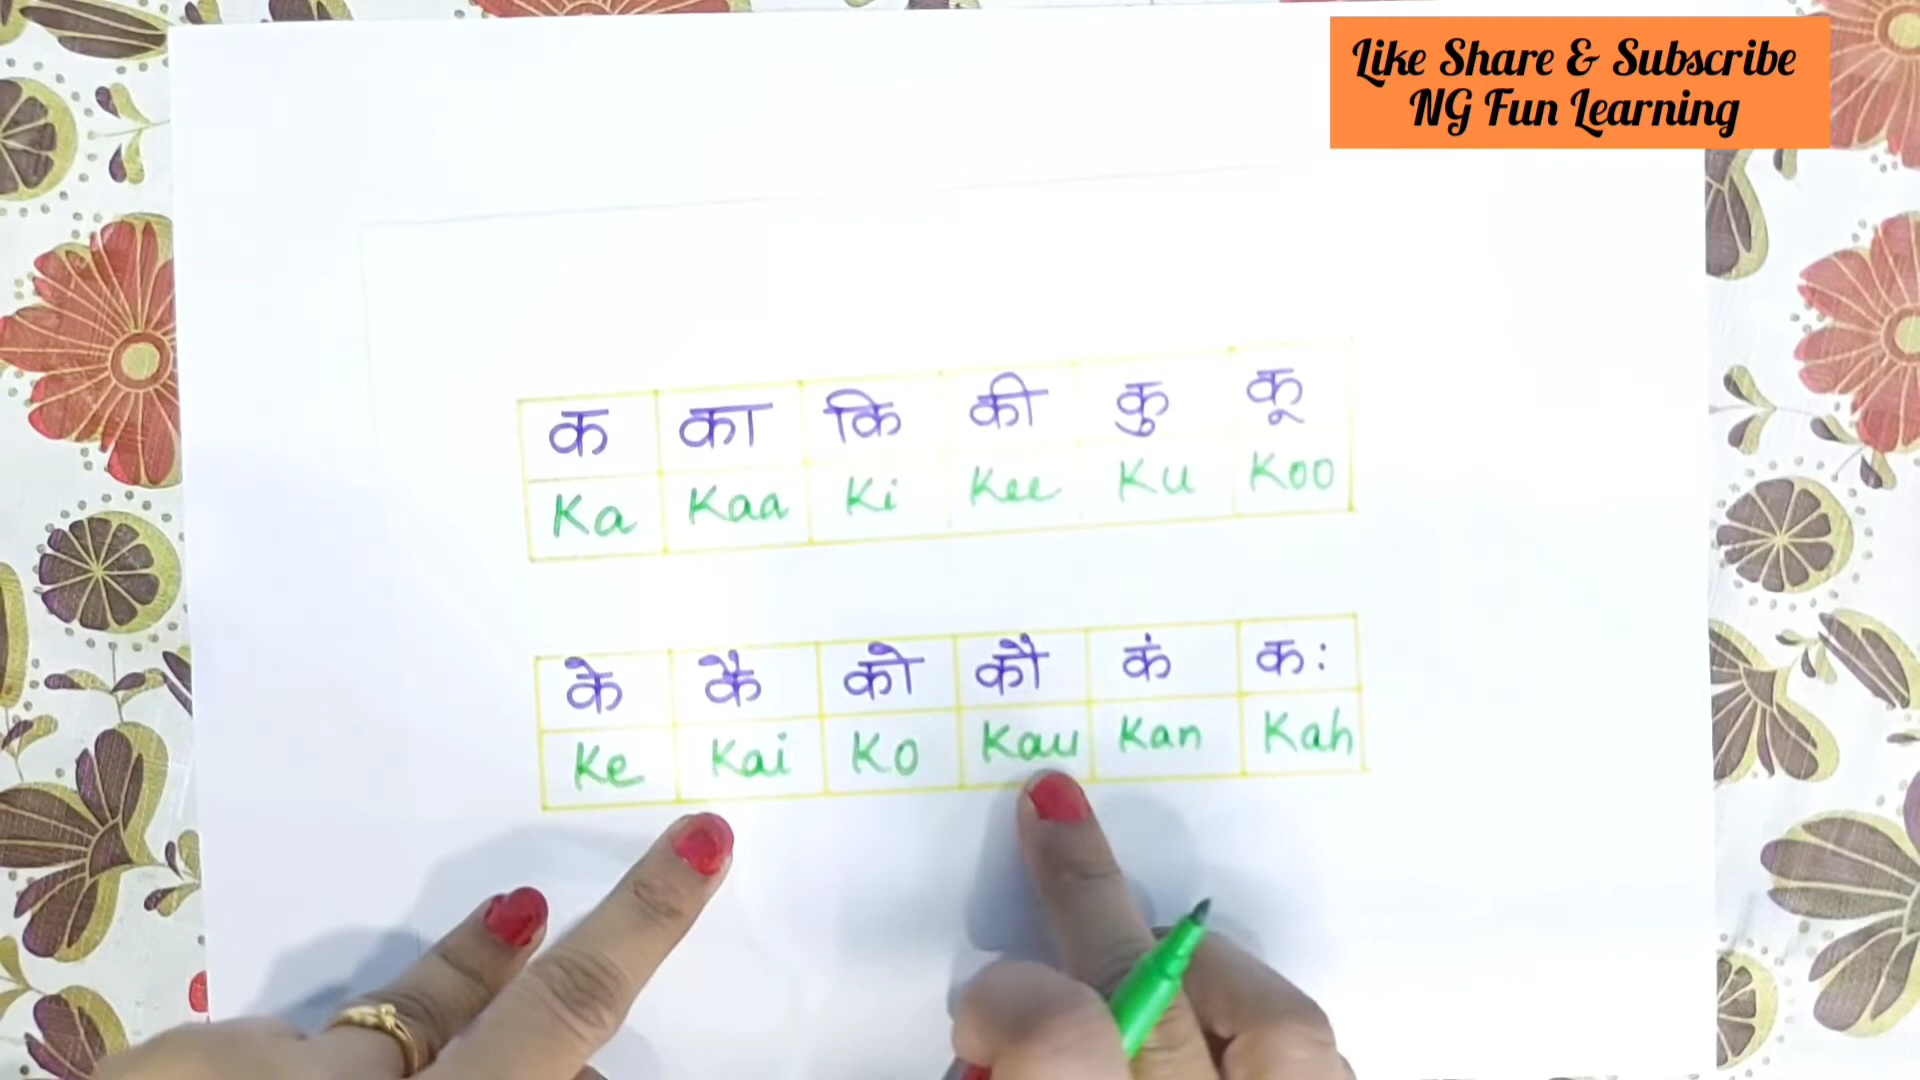 Like Share & Subscribe
NG Fun Learning
क का कि की कु कू
Ka Kaa Ki Kee Ku Koo
के कै को कौ कं कः
Ke Kai Ko Kau Kan Kah